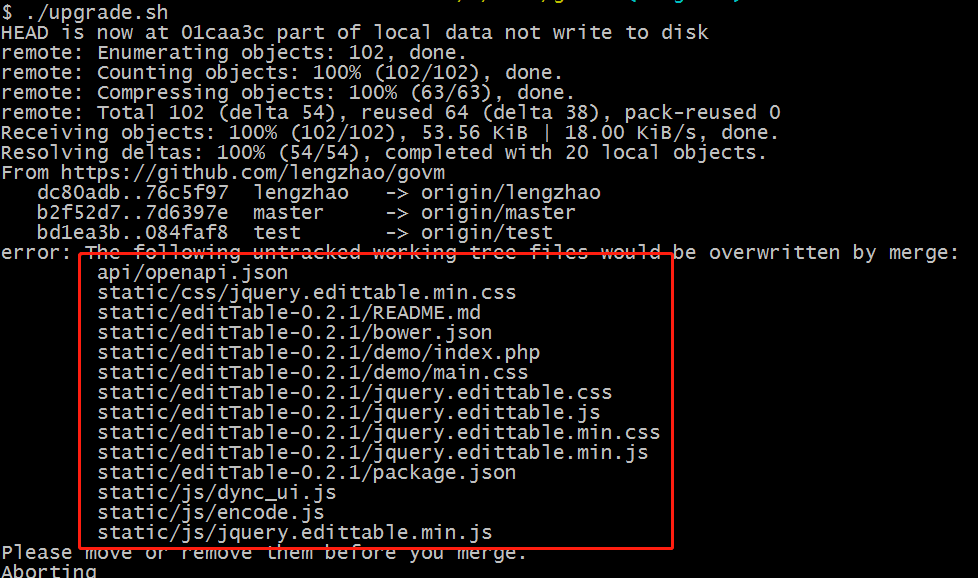 $ ./upgrade.sh
HEAD is now at 01caa3c part of local data not write to disk
remote: Enumerating objects: 102, done.
remote: Counting objects: 100% (102/102), done.
remote: Compressing objects: 100% (63/63), done.
remote: Total 102 (delta 54), reused 64 (delta 38), pack-reused 0
Receiving objects: 100% (102/102), 53.56 KiB | 18.00 KiB/s, done.
Resolving deltas: 100% (54/54), completed with 20 local objects.
From https://github.com/lengzhao/govm
   dc80adb..76c5f97  lengzhao   -> origin/lengzhao
   b2f52d7..7d6397e  master     -> origin/master
   bd1ea3b..084faf8  test       -> origin/test
error: The following untracked working tree files would be overwritten by merge:
        api/openapi.json
        static/css/jquery.edittable.min.css
        static/editTable-0.2.1/README.md
        static/editTable-0.2.1/bower.json
        static/editTable-0.2.1/demo/index.php
        static/editTable-0.2.1/demo/main.css
        static/editTable-0.2.1/jquery.edittable.css
        static/editTable-0.2.1/jquery.edittable.js
        static/editTable-0.2.1/jquery.edittable.min.css
        static/editTable-0.2.1/jquery.edittable.min.js
        static/editTable-0.2.1/package.json
        static/js/dync_ui.js
        static/js/encode.js
        static/js/jquery.edittable.min.js
Please move or remove them before you merge.
Aborting